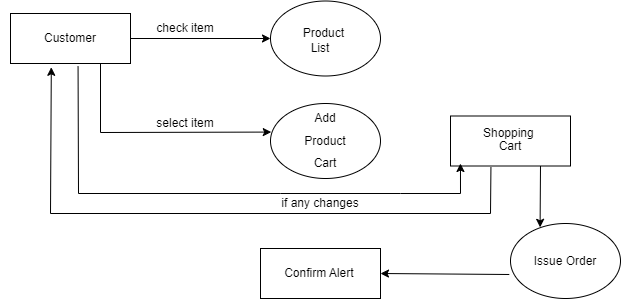 check item
Customer
Product
List
Add
Product
Cart
select item
Shopping
Cart
if any changes
Issue Order
Confirm Alert